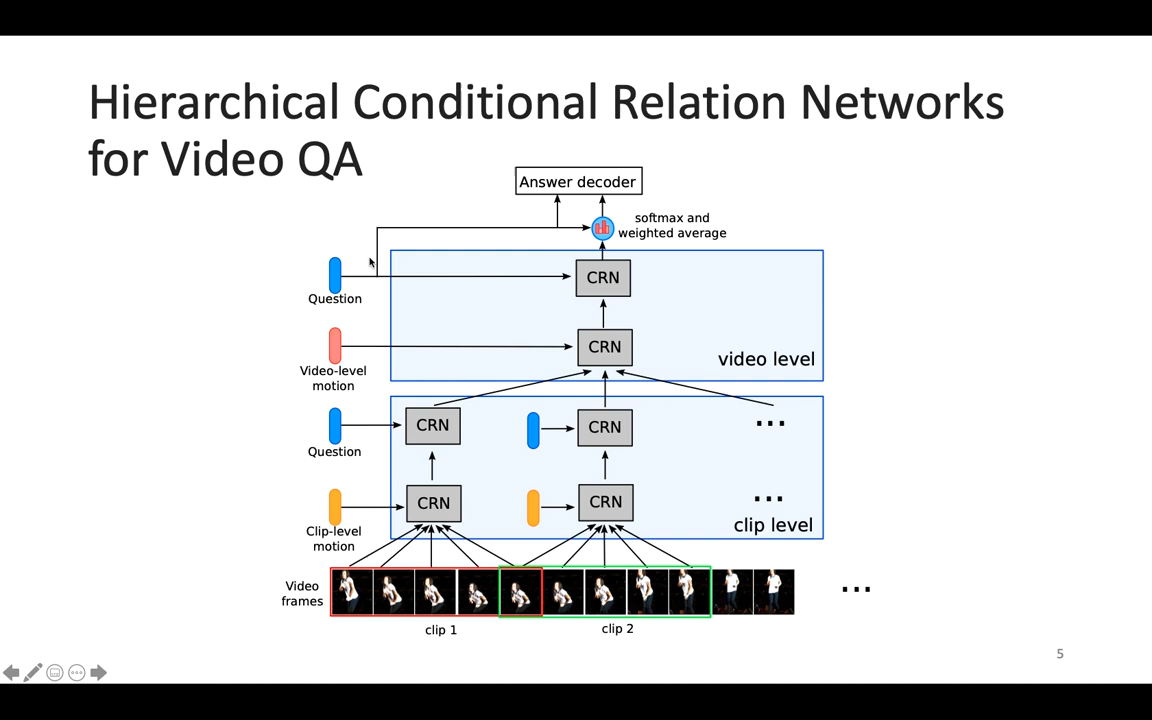 Hierarchical Conditional Relation Networks
for Video QA
Answer decoder
softmax and
weighted average
CRN
Question
CRN
Video-level
motion
video level
CRN
CRN
...
Question
CRN
CRN
...
Clip-level
motion
clip level
Video
frames
...
clip 1
clip 2
5